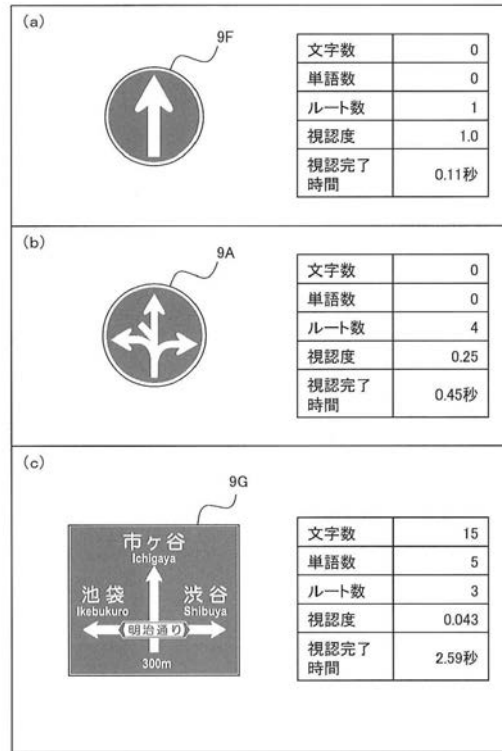 (a)
9F
文字数 0
単語数 0
ルート数 1
視認度 1.0
視認完了
時間 0.11秒
(b)
9A
文字数 0
単語数 0
ルート数 4
視認度 0.25
視認完了
時間 0.45秒
(c)
9G
市ヶ谷
Ichigaya
池袋 渋谷
Ikebukuro Shibuya
明治通り
300m
文字数 15
単語数 5
ルート数 3
視認度 0.043
視認完了
時間 2.59秒